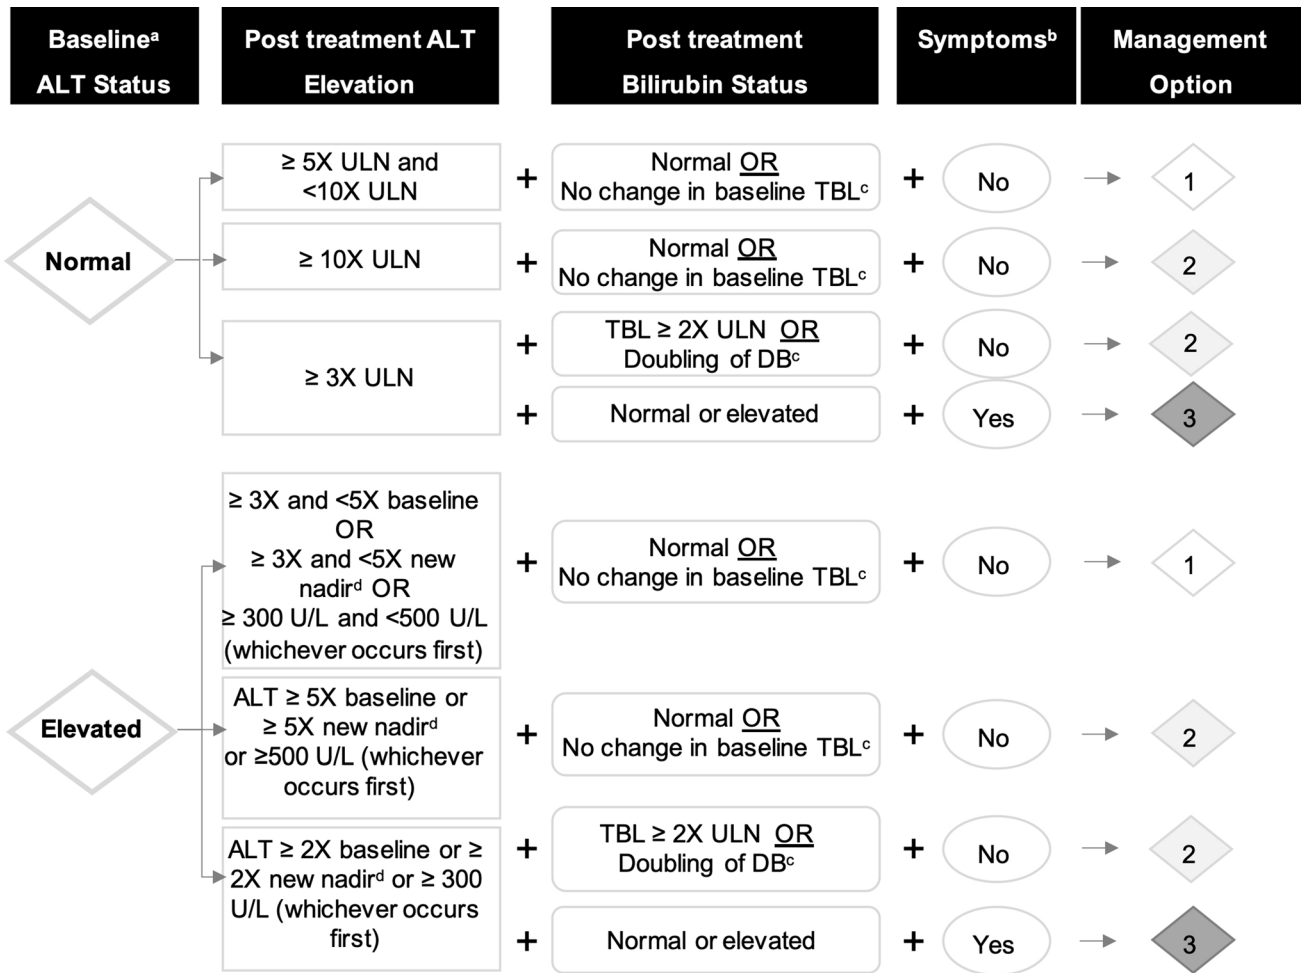 Baselineᵃ
ALT Status
Post treatment ALT
Elevation
Post treatment
Bilirubin Status
Symptomsᵇ
Management
Option
Normal
≥ 5X ULN and
<10X ULN
+
Normal OR
No change in baseline TBLᶜ
+
No
1
≥ 10X ULN
+
Normal OR
No change in baseline TBLᶜ
+
No
2
≥ 3X ULN
+
TBL ≥ 2X ULN OR
Doubling of DBᶜ
+
No
2
+
Normal or elevated
+
Yes
3
Elevated
≥ 3X and <5X baseline
OR
≥ 3X and <5X new
nadirᵈ OR
≥ 300 U/L and <500 U/L
(whichever occurs first)
+
Normal OR
No change in baseline TBLᶜ
+
No
1
ALT ≥ 5X baseline or
≥ 5X new nadirᵈ
or ≥500 U/L (whichever
occurs first)
+
Normal OR
No change in baseline TBLᶜ
+
No
2
ALT ≥ 2X baseline or ≥
2X new nadirᵈ or ≥ 300
U/L (whichever occurs
first)
+
TBL ≥ 2X ULN OR
Doubling of DBᶜ
+
No
2
+
Normal or elevated
+
Yes
3